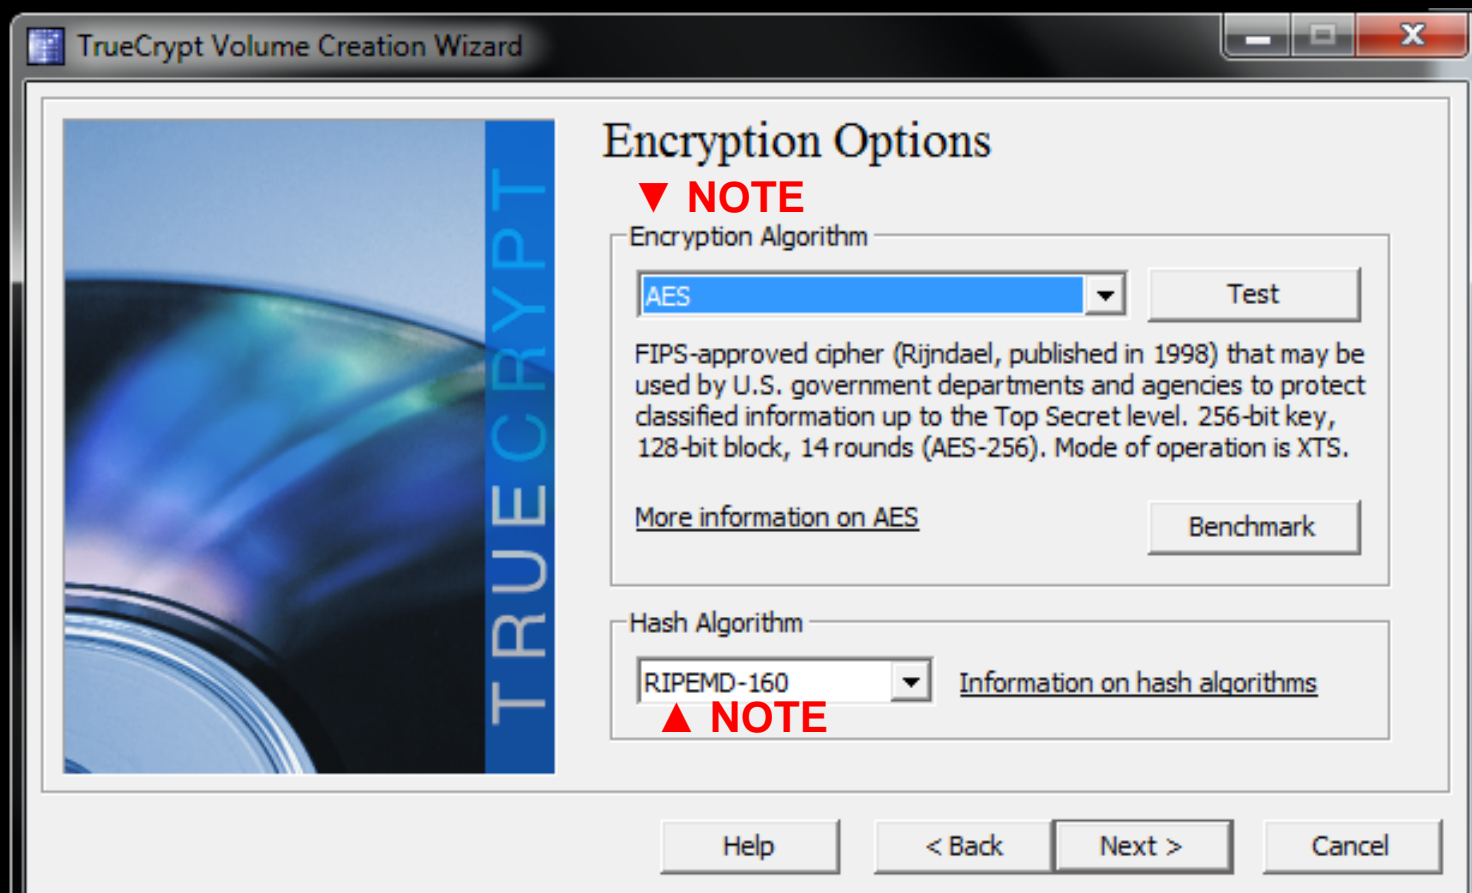 TrueCrypt Volume Creation Wizard
TRUECRYPT
Encryption Options
▼ NOTE
Encryption Algorithm
AES
Test
FIPS-approved cipher (Rijndael, published in 1998) that may be
used by U.S. government departments and agencies to protect
classified information up to the Top Secret level. 256-bit key,
128-bit block, 14 rounds (AES-256). Mode of operation is XTS.
More information on AES
Benchmark
Hash Algorithm
RIPEMD-160
Information on hash algorithms
▲ NOTE
Help
< Back
Next >
Cancel